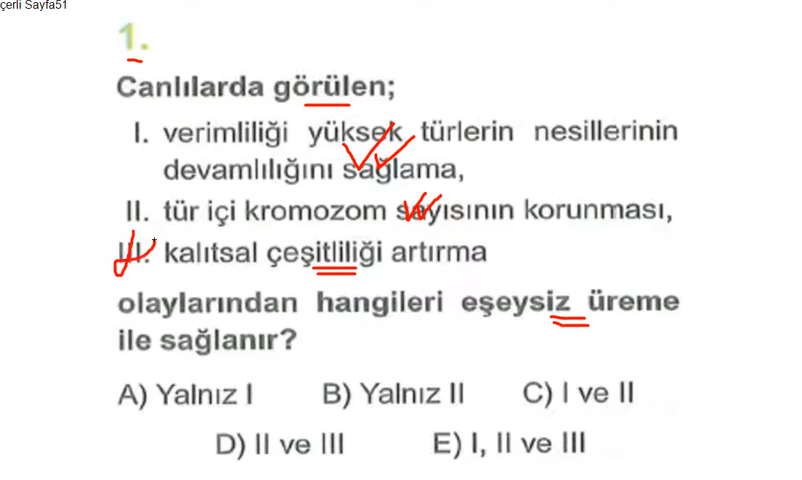 çerli Sayfa51
1.
Canlılarda görülen;
I. verimliliği yüksek türlerin nesillerinin
devamlılığını sağlama,
II. tür içi kromozom sayısının korunması,
III. kalıtsal çeşitliliği artırma
olaylarından hangileri eşeysiz üreme
ile sağlanır?
A) Yalnız I B) Yalnız II C) I ve II
D) II ve III E) I, II ve III